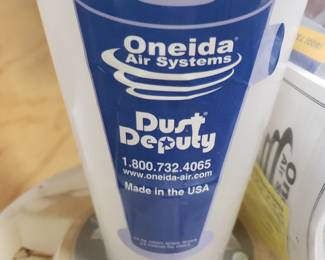 Oneida
Air Systems
Dust
Deputy
1.800.732.4065
www.oneida-air.com
Made in the USA